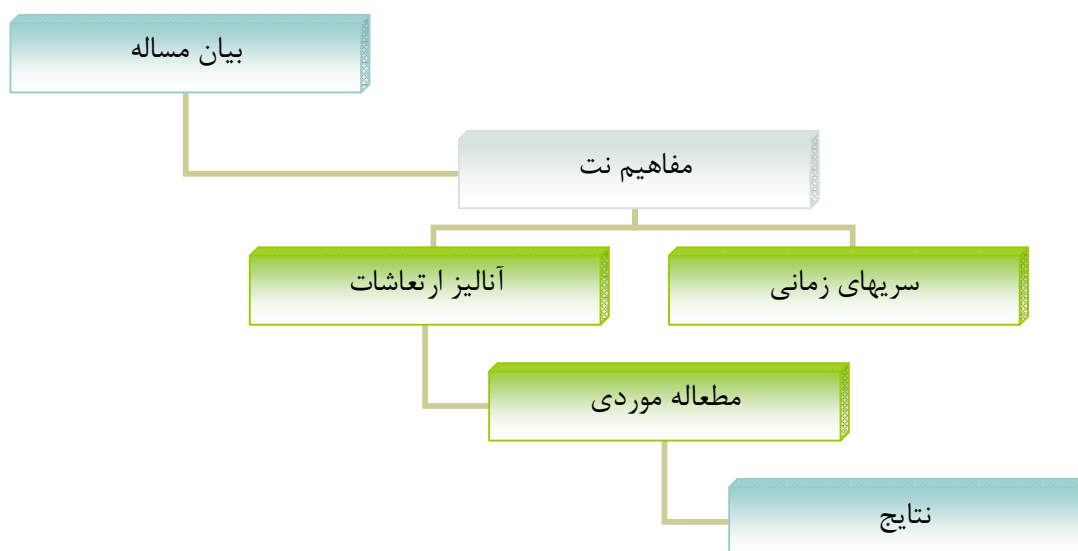 بیان مساله
مفاهیم نت
سریهای زمانی
آنالیز ارتعاشات
مطعاله موردی
نتایج